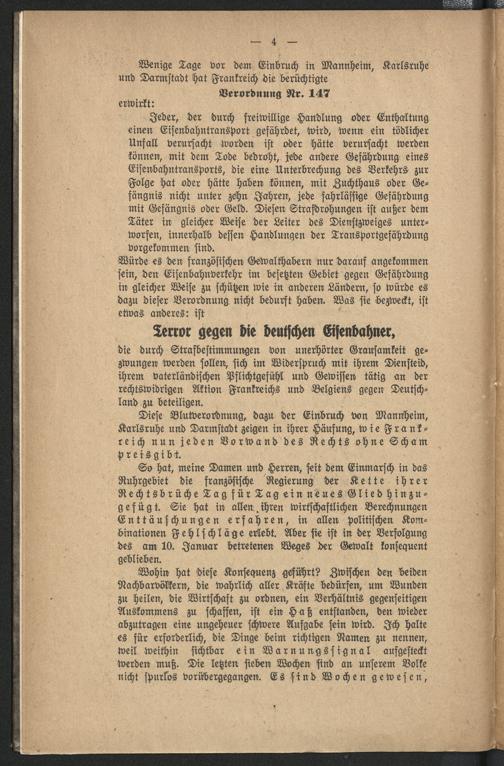 — 4 —
Wenige Tage vor dem Einbruch in Mannheim, Karlsruhe
und Darmstadt hat Frankreich die berüchtigte
Verordnung Nr. 147
erwirkt:
Jeder, der durch freiwillige Handlung oder Enthaltung
einen Eisenbahntransport gefährdet, wird, wenn ein tödlicher
Unfall verursacht worden ist oder hätte verursacht werden
können, mit dem Tode bedroht, jede andere Gefährdung eines
Eisenbahntransports, die eine Unterbrechung des Verkehrs zur
Folge hat oder hätte haben können, mit Zuchthaus oder Ge-
fängnis nicht unter zehn Jahren, jede fahrlässige Gefährdung
mit Gefängnis oder Geld. Diesen Strafdrohungen ist außer dem
Täter in gleicher Weise der Leiter des Dienstzweiges unter-
worfen, innerhalb dessen Handlungen der Transportgefährdung
vorgekommen sind.
Würde es den französischen Gewalthabern nur darauf angekommen
sein, den Eisenbahnverkehr im besetzten Gebiet gegen Gefährdung
in gleicher Weise zu schützen wie in anderen Ländern, so würde es
dazu dieser Verordnung nicht bedurft haben. Was sie bezweckt, ist
etwas anderes: ist
Terror gegen die deutschen Eisenbahner,
die durch Strafbestimmungen von unerhörter Grausamkeit ge-
zwungen werden sollen, sich im Widerspruch mit ihrem Diensteid,
ihrem vaterländischen Pflichtgefühl und Gewissen tätig an der
rechtswidrigen Aktion Frankreichs und Belgiens gegen Deutsch-
land zu beteiligen.
Diese Blutverordnung, dazu der Einbruch von Mannheim,
Karlsruhe und Darmstadt zeigen in ihrer Häufung, wie Frank-
reich nun jeden Vorwand des Rechts ohne Scham
preisgibt.
So hat, meine Damen und Herren, seit dem Einmarsch in das
Ruhrgebiet die französische Regierung der Kette ihrer
Rechtsbrüche Tag für Tag ein neues Glied hinzu-
gefügt. Sie hat in allen ihren wirtschaftlichen Berechnungen
Enttäuschungen erfahren, in allen politischen Kom-
binationen Fehlschläge erlebt. Aber sie ist in der Verfolgung
des am 10. Januar betretenen Weges der Gewalt konsequent
geblieben.
Wohin hat diese Konsequenz geführt? Zwischen den beiden
Nachbarvölkern, die wahrlich aller Kräfte bedürfen, um Wunden
zu heilen, die Wirtschaft zu ordnen, ein Verhältnis gegenseitigen
Auskommens zu schaffen, ist ein Haß entstanden, den wieder
abzutragen eine ungeheuer schwere Aufgabe sein wird. Ich halte
es für erforderlich, die Dinge beim richtigen Namen zu nennen,
weil weithin sichtbar ein Warnungssignal aufgesteckt
werden muß. Die letzten sieben Wochen sind an unserem Volke
nicht spurlos vorübergegangen. Es sind Wochen gewesen,